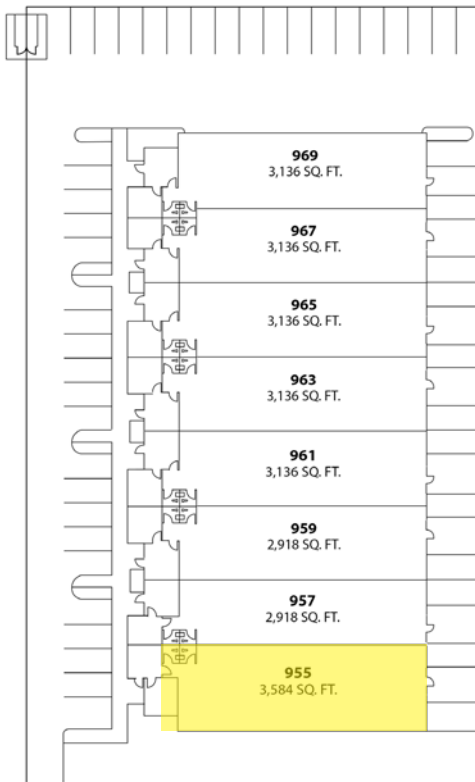 969
3,136 SQ. FT.
967
3,136 SQ. FT.
965
3,136 SQ. FT.
963
3,136 SQ. FT.
961
3,136 SQ. FT.
959
2,918 SQ. FT.
957
2,918 SQ. FT.
955
3,584 SQ. FT.